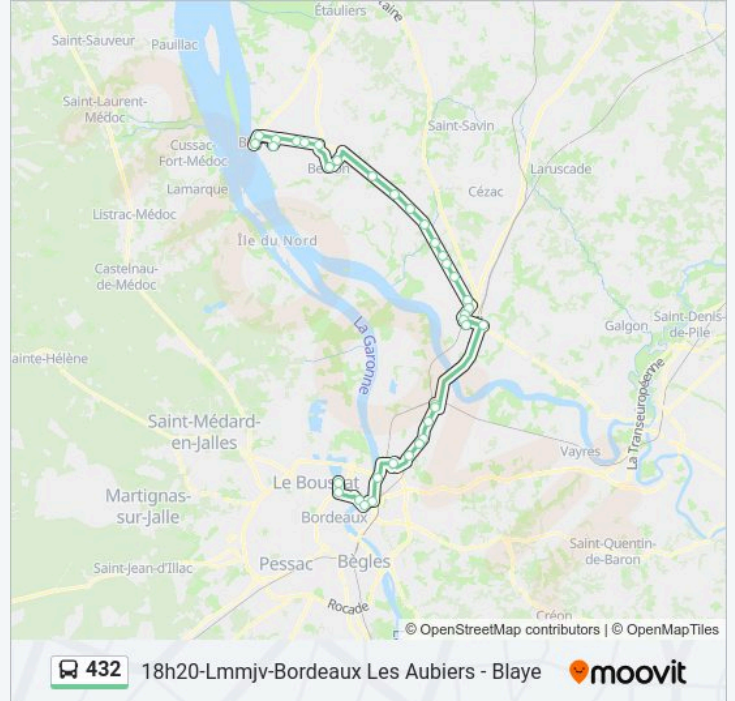 Étauliers
Saint-Sauveur
Pauillac
Saint-Laurent-
Médoc
Saint-Savin
Cussac-
Fort-Médoc
Laruscade
Lamarque
Cézac
Listrac-Médoc
Île du Nord
Castelnau-
de-Médoc
Saint-Denis-
de-Pile
Galgon
La Garonne
ainte-Hélène
La Transeuropéenne
Saint-Médard-
en-Jalles
Vayres
Le Bouscat
Martignas-
sur-Jalle
Bordeaux
Saint-Quentin-
de-Baron
Saint-Jean-d'Illac
Pessac
Bègles
Rocade
Créon
© OpenStreetMap contributors | © OpenMapTiles
432
18h20-Lmmjv-Bordeaux Les Aubiers - Blaye
moovit